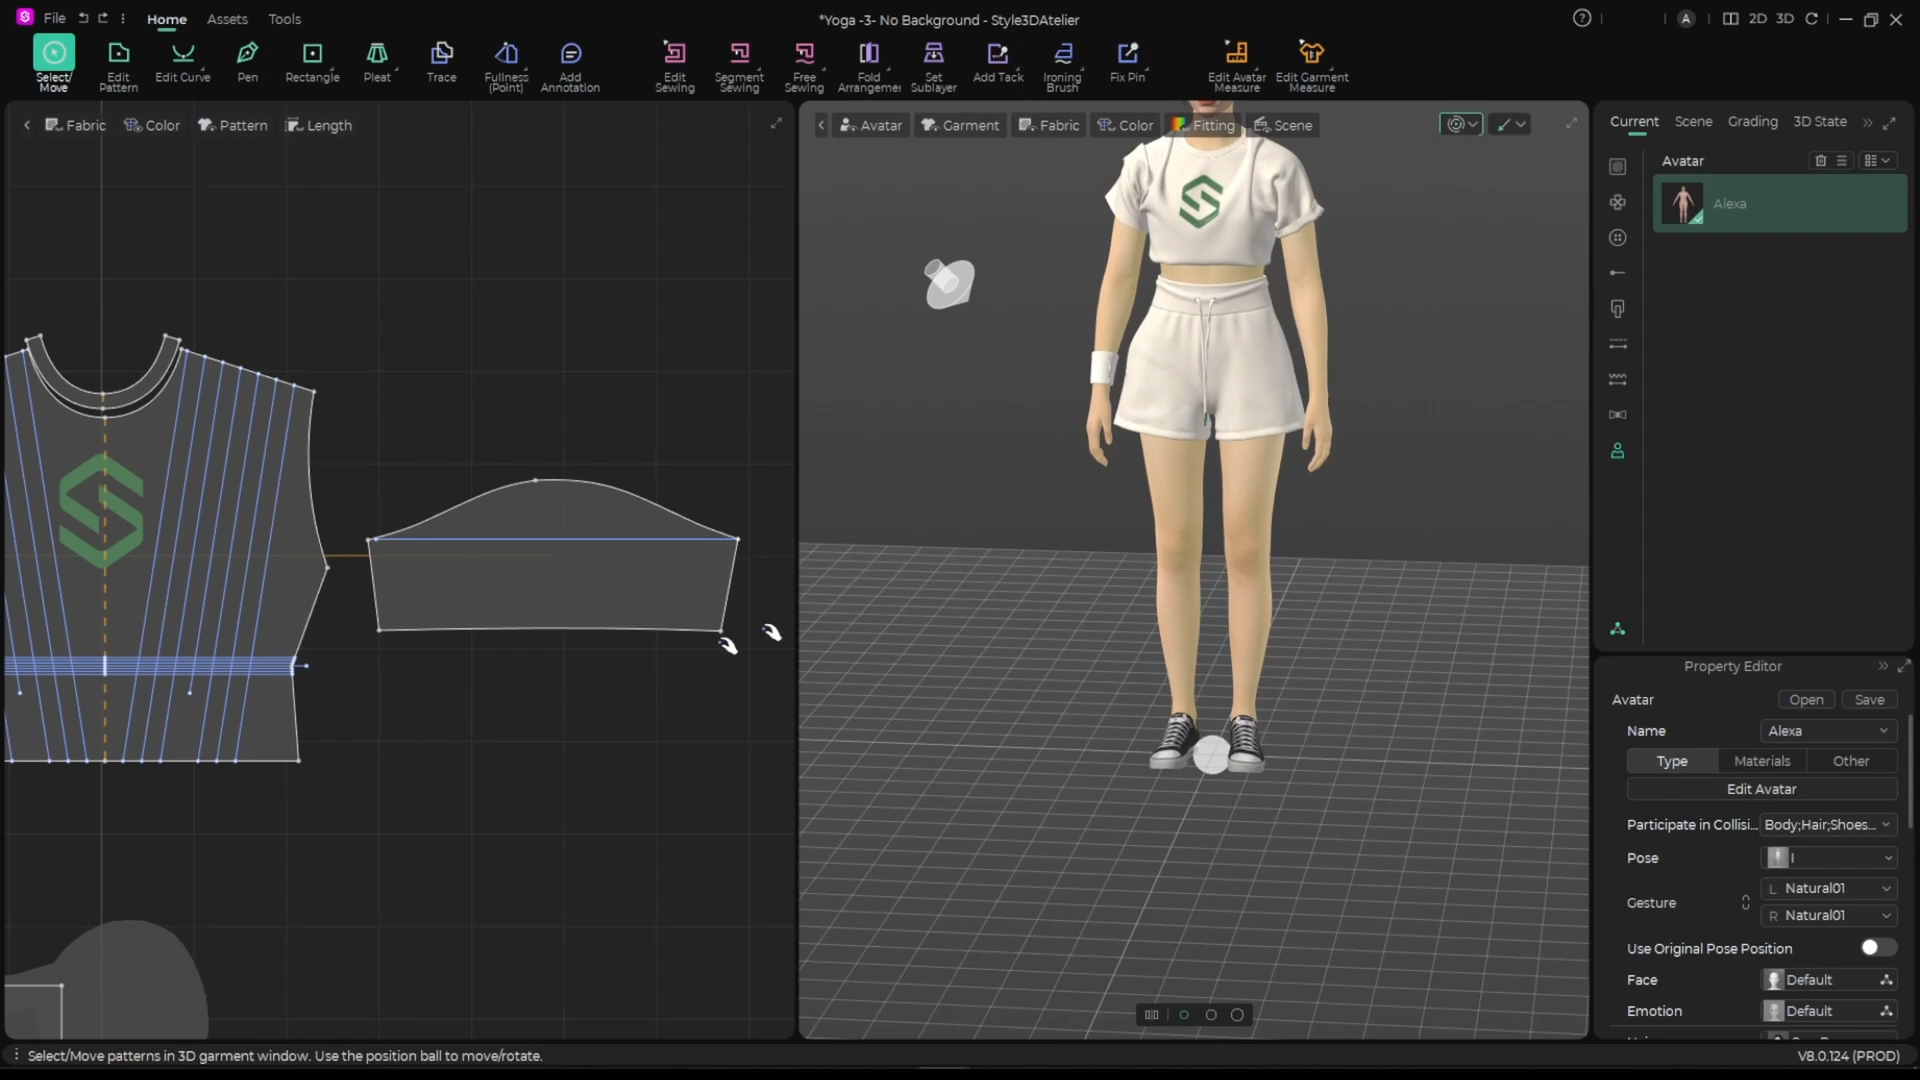 File
Home
Assets
Tools
*Yoga -3- No Background - Style3DAtelier
A
2D
3D
Select/
Move
Edit
Pattern
Edit Curve
Pen
Rectangle
Pleat
Trace
Fullness
(Point)
Add
Annotation
Edit
Sewing
Segment
Sewing
Free
Sewing
Fold
Arrangemer
Set
Sublayer
Add Tack
Ironing
Brush
Fix Pin
Edit Avatar
Measure
Edit Garment
Measure
Fabric
Color
Pattern
Length
Avatar
Garment
Fabric
Color
Fitting
Scene
Current
Scene
Grading
3D State
Avatar
Alexa
Property Editor
Avatar
Open
Save
Name
Alexa
Type
Materials
Other
Edit Avatar
Participate in Collisi...
Body;Hair;Shoes...
Pose
I
Gesture
L Natural01
R Natural01
Use Original Pose Position
Face
Default
Emotion
Default
Select/Move patterns in 3D garment window. Use the position ball to move/rotate.
V8.0.124 (PROD)